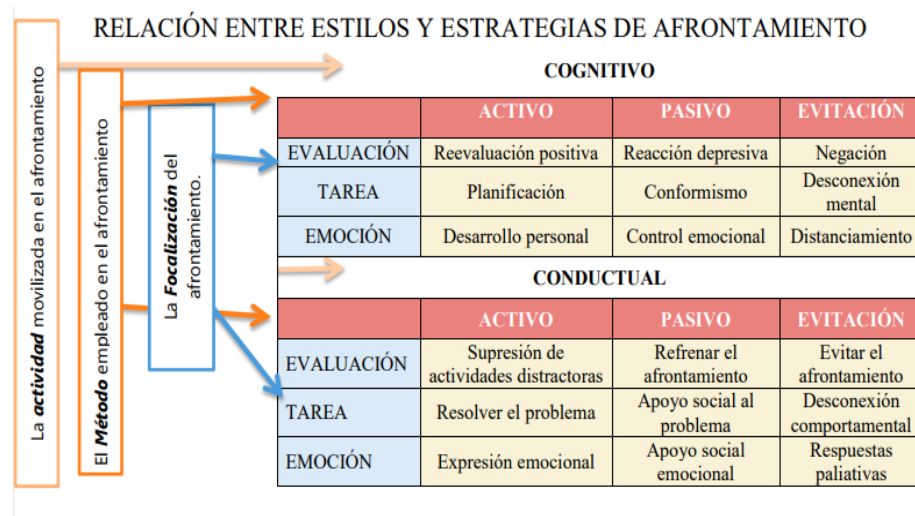 RELACIÓN ENTRE ESTILOS Y ESTRATEGIAS DE AFRONTAMIENTO
La actividad movilizada en el afrontamiento
El Método empleado en el afrontamiento
La Focalización del
afrontamiento.
COGNITIVO
ACTIVO PASIVO EVITACIÓN
EVALUACIÓN Reevaluación positiva Reacción depresiva Negación
TAREA Planificación Conformismo Desconexión mental
EMOCIÓN Desarrollo personal Control emocional Distanciamiento
CONDUCTUAL
ACTIVO PASIVO EVITACIÓN
EVALUACIÓN Supresión de actividades distractoras Refrenar el afrontamiento Evitar el afrontamiento
TAREA Resolver el problema Apoyo social al problema Desconexión comportamental
EMOCIÓN Expresión emocional Apoyo social emocional Respuestas paliativas